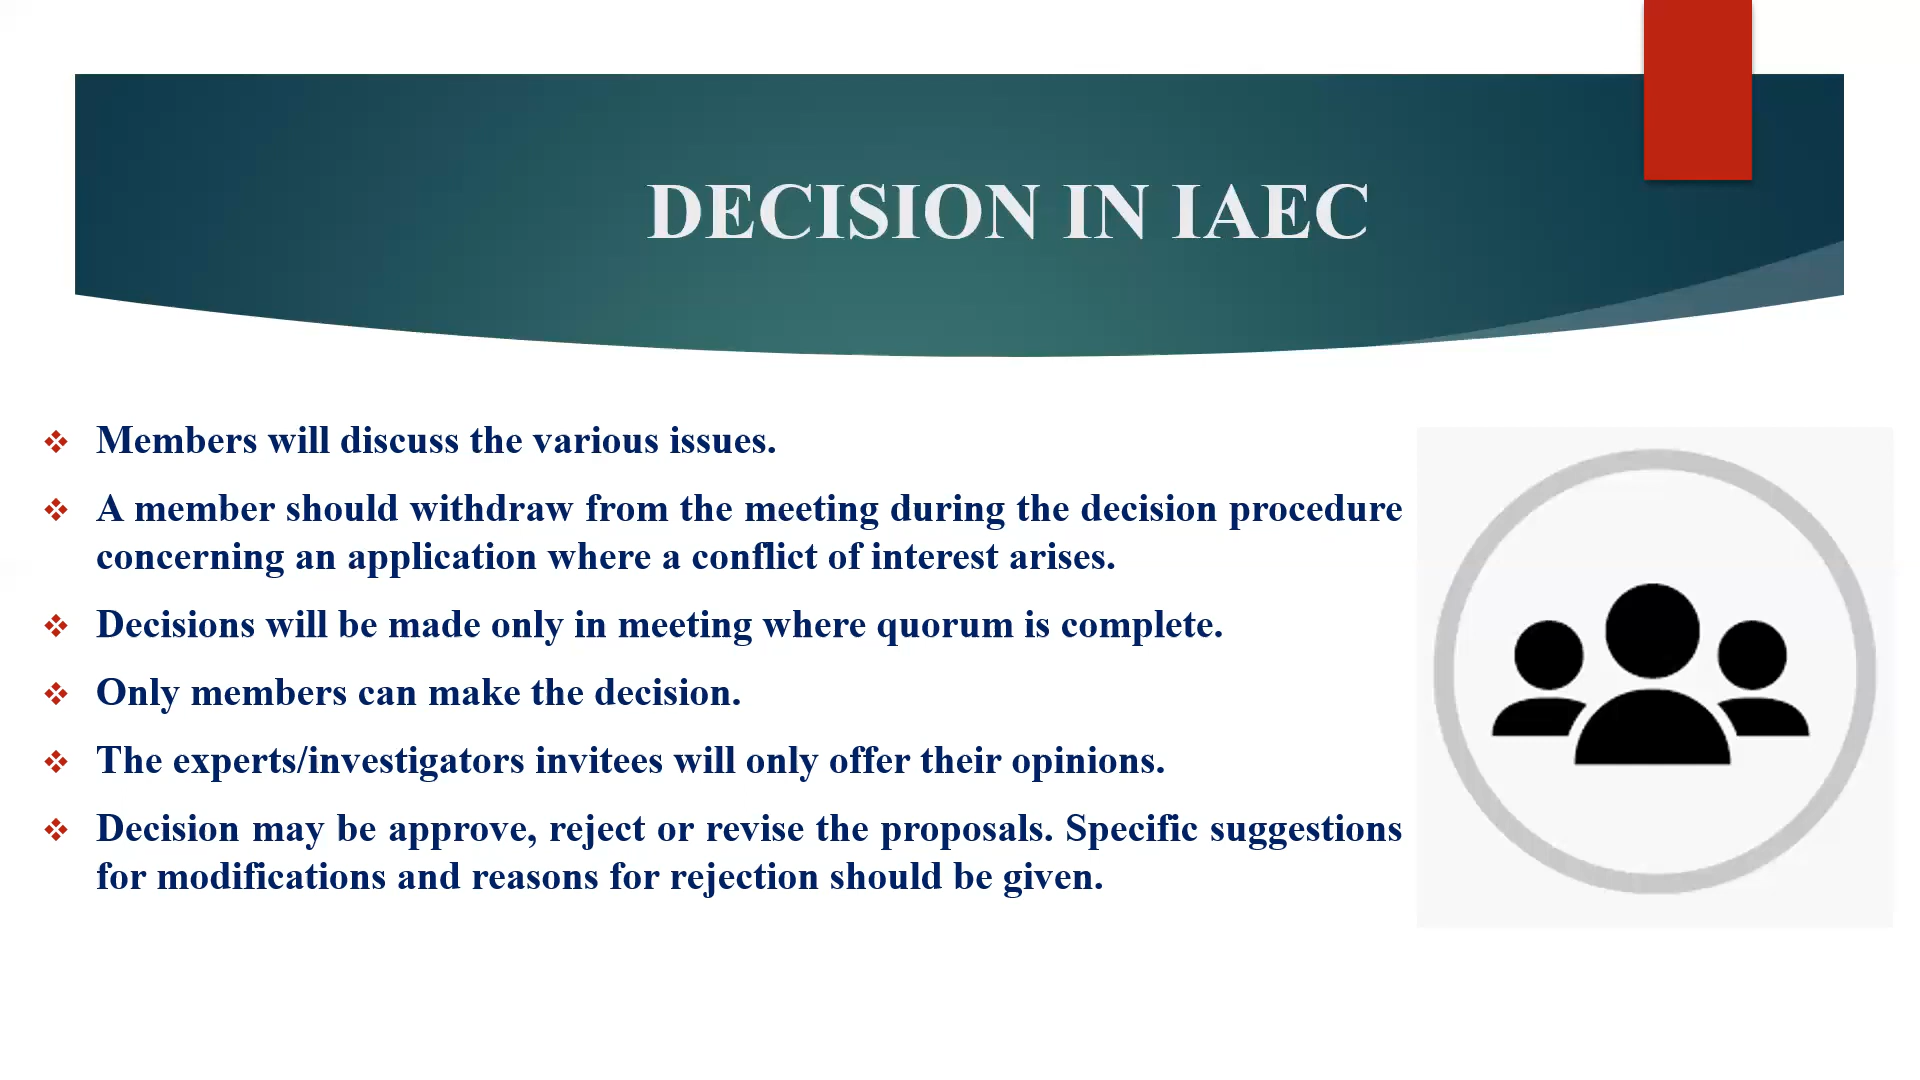 DECISION IN IAEC
Members will discuss the various issues.
A member should withdraw from the meeting during the decision procedure
concerning an application where a conflict of interest arises.
Decisions will be made only in meeting where quorum is complete.
Only members can make the decision.
The experts/investigators invitees will only offer their opinions.
Decision may be approve, reject or revise the proposals. Specific suggestions
for modifications and reasons for rejection should be given.